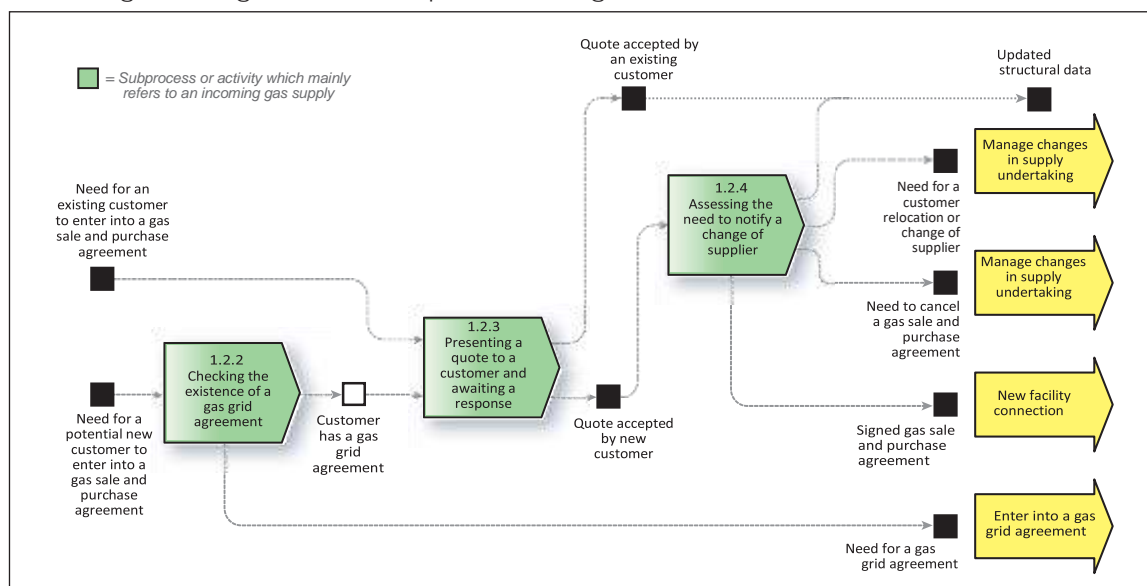 = Subprocess or activity which mainly
refers to an incoming gas supply
Quote accepted by
an existing
customer
Updated
structural data
Manage changes
in supply
undertaking
Need for an
existing customer
to enter into a gas
sale and purchase
agreement
1.2.4
Assessing the
need to notify a
change of
supplier
Need for a
customer
relocation or
change of
supplier
Manage changes
in supply
undertaking
Need to cancel
a gas sale and
purchase
agreement
1.2.3
Presenting a
quote to a
customer and
awaiting a
response
1.2.2
Checking the
existence of a
gas grid
agreement
Need for a
potential new
customer to
enter into a
gas sale and
purchase
agreement
Customer
has a gas
grid
agreement
Quote accepted
by new
customer
New facility
connection
Signed gas sale
and purchase
agreement
Enter into a gas
grid agreement
Need for a gas
grid agreement